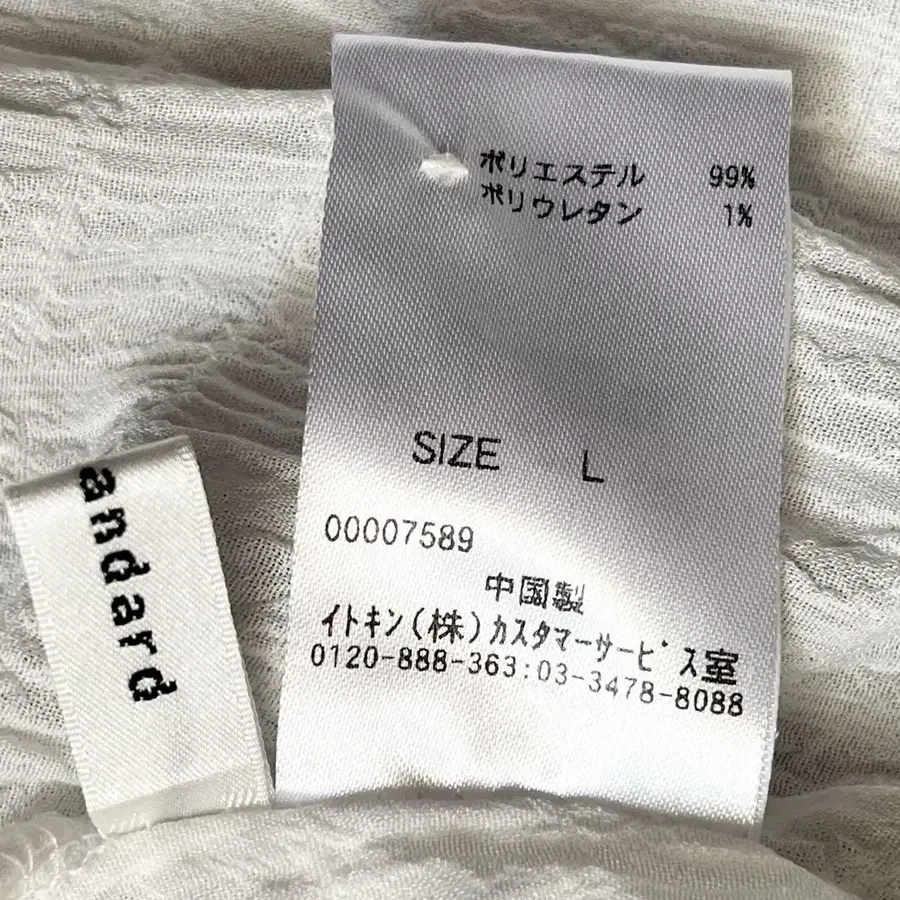 ポリエステル 99%
ポリウレタン 1%
SIZE L
00007589
中国製
イトキン(株)カスタマーサービス室
0120-888-363:03-3478-8088
andard